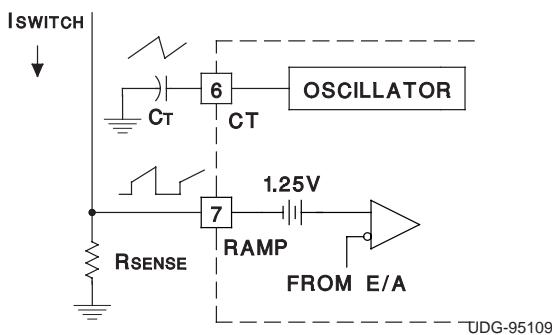 ISWITCH
6
OSCILLATOR
CT
CT
1.25V
7
RAMP
RSENSE
FROM E/A
UDG-95109